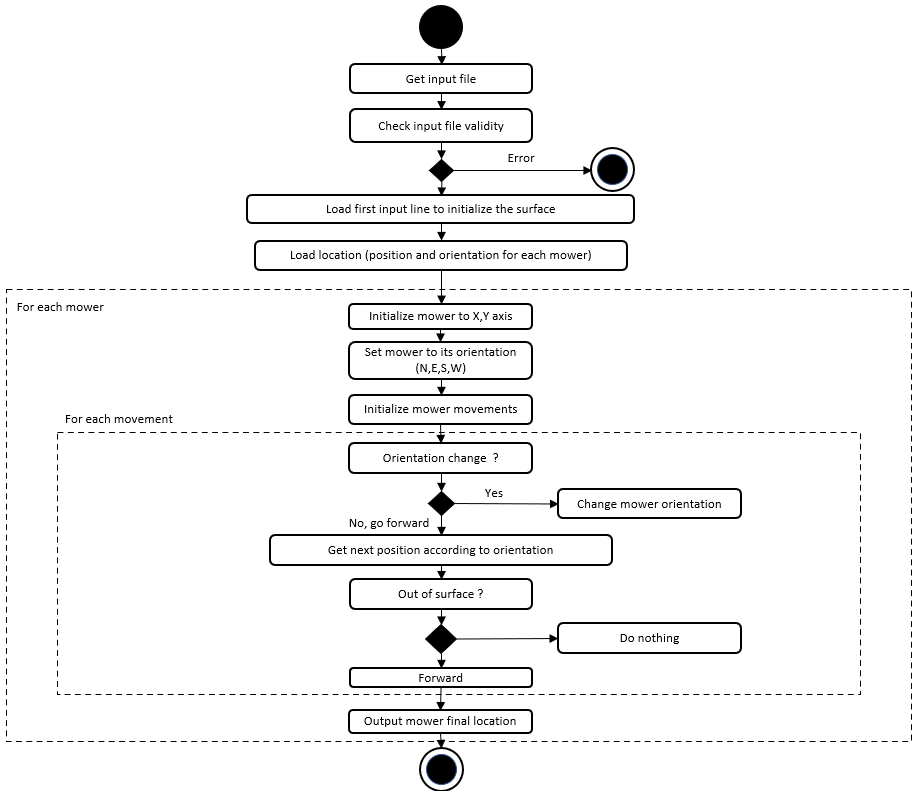 Get input file
Check input file validity
Error
Load first input line to initialize the surface
Load location (position and orientation for each mower)
For each mower
Initialize mower to X,Y axis
Set mower to its orientation
(N,E,S,W)
Initialize mower movements
For each movement
Orientation change  ?
Yes
Change mower orientation
No, go forward
Get next position according to orientation
Out of surface ?
Do nothing
Forward
Output mower final location